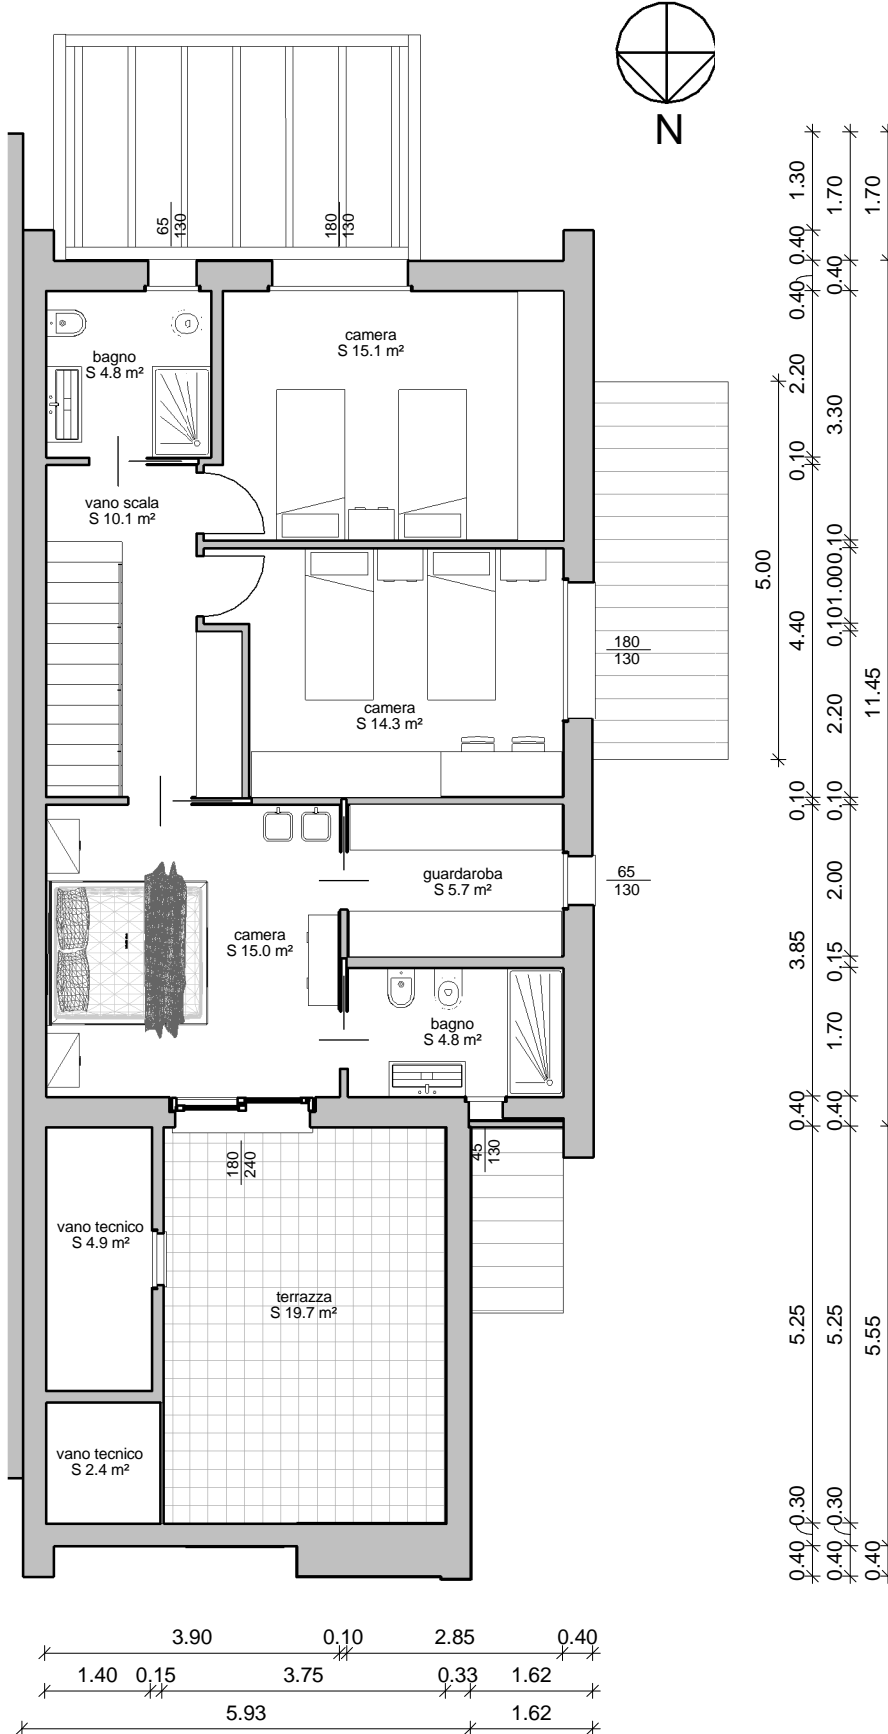 N
65
130
180
130
bagno
S 4.8 m²
camera
S 15.1 m²
vano scala
S 10.1 m²
180
130
camera
S 14.3 m²
guardaroba
S 5.7 m²
65
130
camera
S 15.0 m²
bagno
S 4.8 m²
180
240
45
130
vano tecnico
S 4.9 m²
terrazza
S 19.7 m²
vano tecnico
S 2.4 m²
5.00
1.30
0.40
0.40
2.20
0.10
4.40
0.10
3.85
0.40
5.25
0.30
0.40
1.70
0.40
3.30
0.10
1.00
0.10
2.20
0.10
2.00
0.15
1.70
0.40
5.25
0.30
0.40
1.70
11.45
5.55
0.40
3.90 0.10 2.85 0.40
1.40 0.15 3.75 0.33 1.62
5.93 1.62